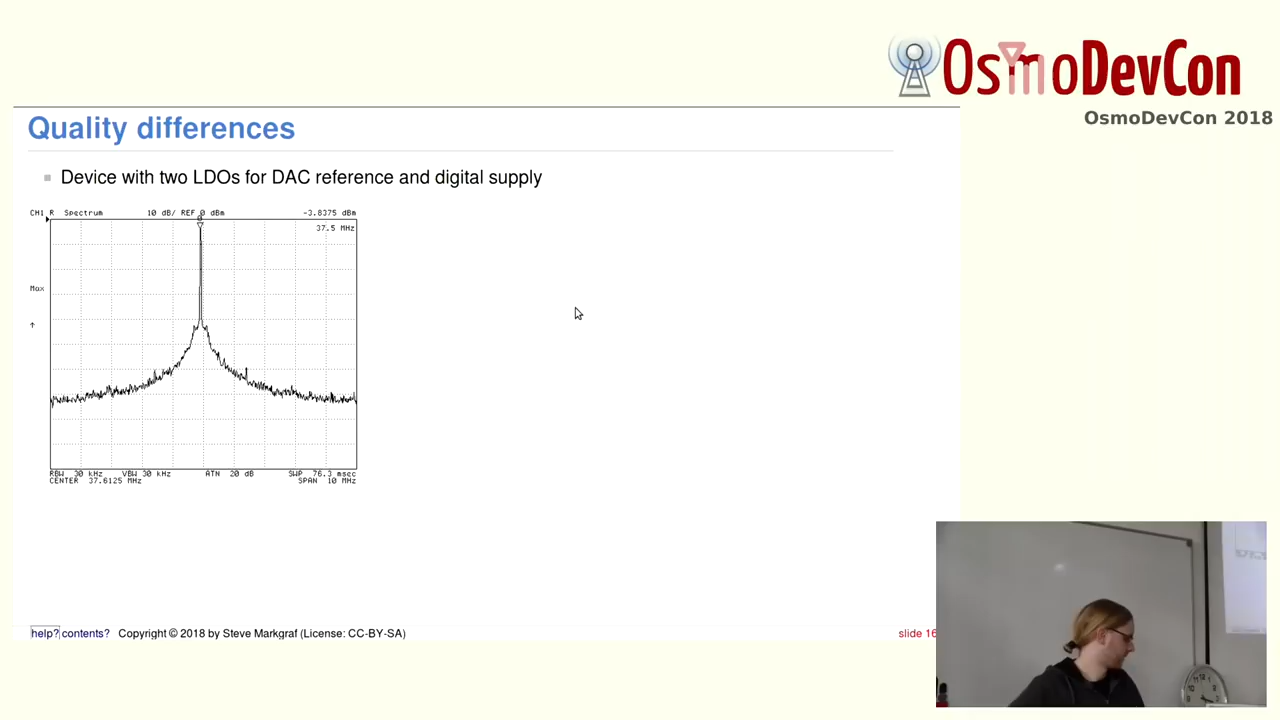 OsmoDevCon
OsmoDevCon 2018
Quality differences
Device with two LDOs for DAC reference and digital supply
CH1 R Spectrum 10 dB/ REF 0 dBm -3.8375 dBm
37.5 MHz
Max
RBW 30 kHz VBW 30 kHz ATN 20 dB SWP 76.3 msec
CENTER 37.6125 MHz SPAN 10 MHz
help? contents? Copyright © 2018 by Steve Markgraf (License: CC-BY-SA) slide 16